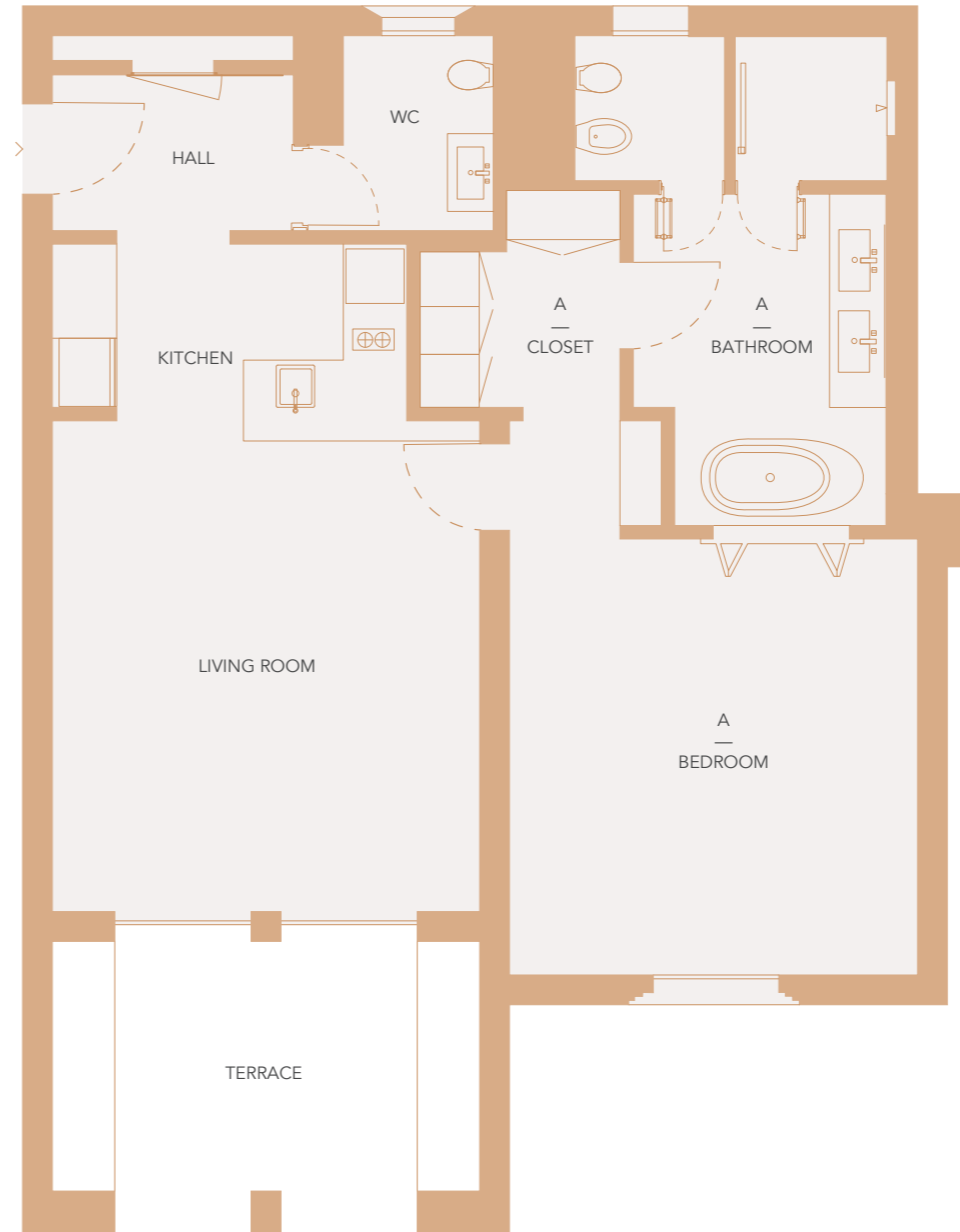 WC
HALL
A
CLOSET
A
BATHROOM
KITCHEN
LIVING ROOM
A
BEDROOM
TERRACE